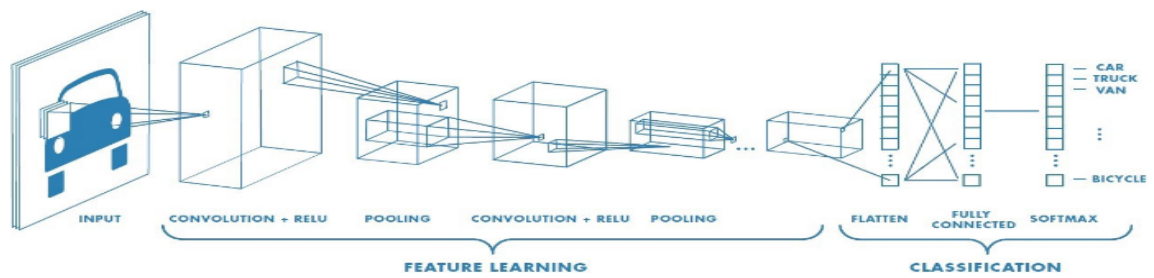 CAR
TRUCK
VAN
BICYCLE
INPUT CONVOLUTION + RELU POOLING CONVOLUTION + RELU POOLING FLATTEN FULLY CONNECTED SOFTMAX
FEATURE LEARNING CLASSIFICATION